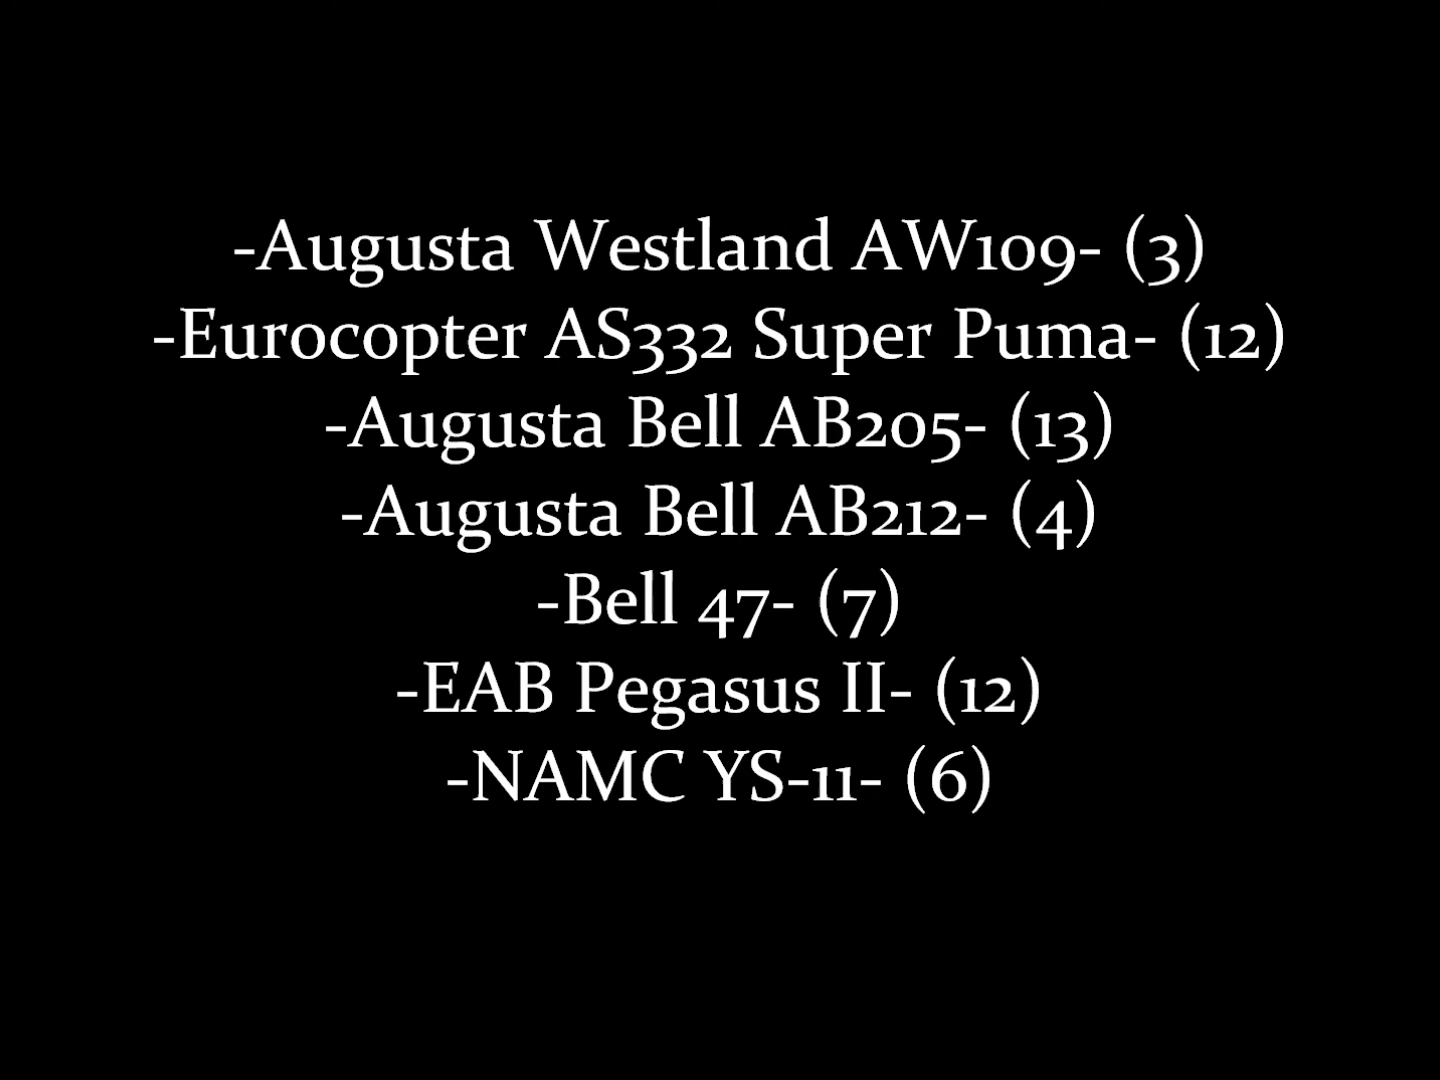 -Augusta Westland AW109- (3)
-Eurocopter AS332 Super Puma- (12)
-Augusta Bell AB205- (13)
-Augusta Bell AB212- (4)
-Bell 47- (7)
-EAB Pegasus II- (12)
-NAMC YS-11- (6)